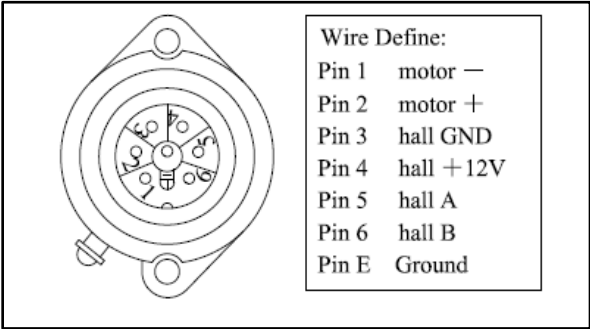 Wire Define:
Pin 1 motor －
Pin 2 motor ＋
Pin 3 hall GND
Pin 4 hall ＋12V
Pin 5 hall A
Pin 6 hall B
Pin E Ground
1
2
3
4
5
6
E